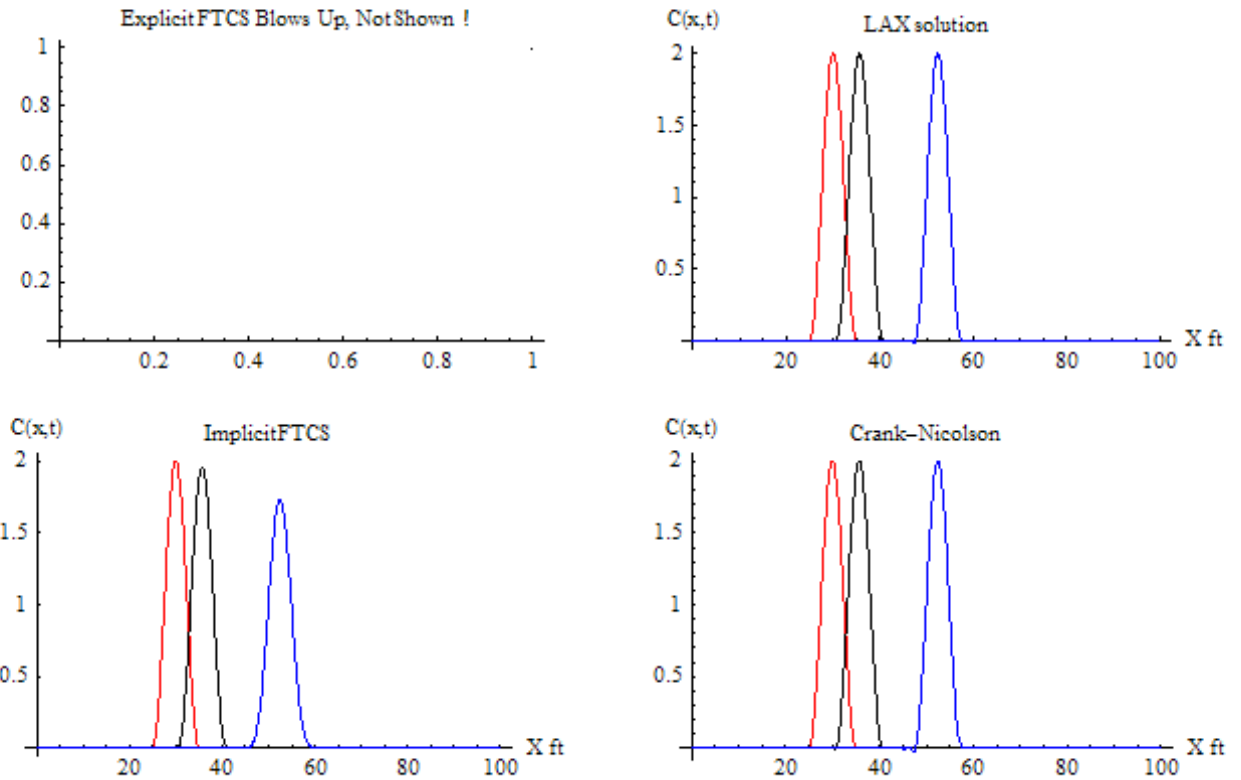 Explicit FTCS Blows Up, Not Shown !
1
0.8
0.6
0.4
0.2
0.2 0.4 0.6 0.8 1
C(x,t)
LAX solution
2
1.5
1
0.5
20 40 60 80 100
X ft
C(x,t)
Implicit FTCS
2
1.5
1
0.5
20 40 60 80 100
X ft
C(x,t)
Crank–Nicolson
2
1.5
1
0.5
20 40 60 80 100
X ft